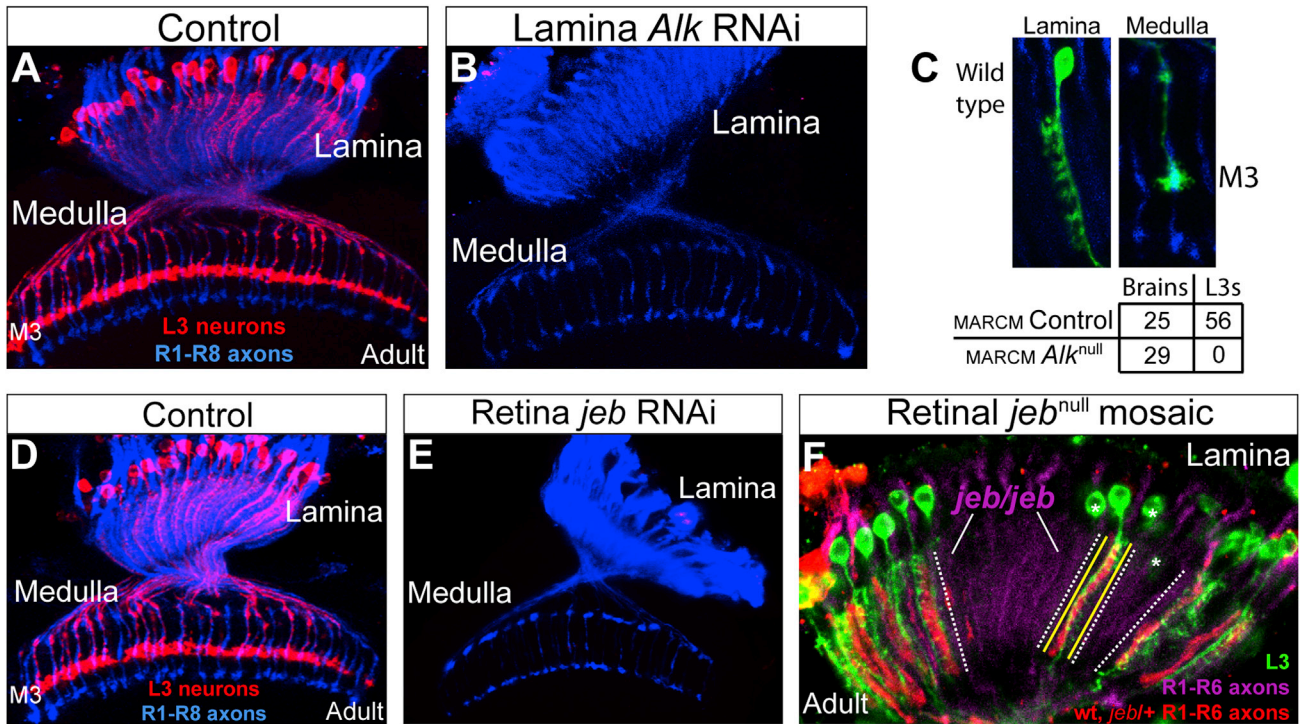 Control
A
Lamina
Medulla
M3
L3 neurons
R1-R8 axons
Adult
Lamina Alk RNAi
B
Lamina
Medulla
C
Lamina
Medulla
Wild
type
M3
Brains
L3s
MARCM Control
25
56
MARCM Alknull
29
0
Control
D
Lamina
Medulla
M3
L3 neurons
R1-R8 axons
Adult
Retina jeb RNAi
E
Lamina
Medulla
Retinal jebnull mosaic
F
Lamina
jeb/jeb
*
*
*
L3
R1-R6 axons
wt, jeb/+ R1-R6 axons
Adult